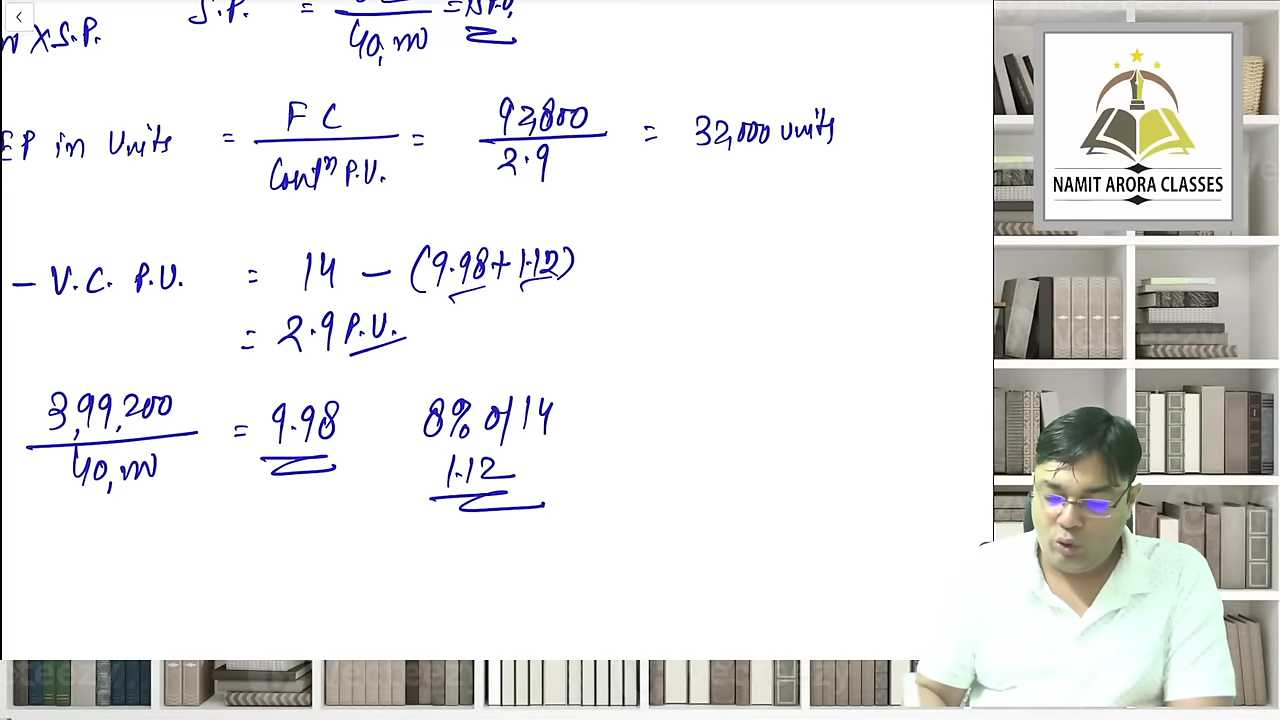 S.P. =
n X S.P. 40,000
EP in Units = FC / Contn P.U. = 92,800 / 2.9 = 32,000 units
- V.C. P.U. = 14 - (9.98+1.12)
= 2.9 P.U.
3,99,200 / 40,000 = 9.98
8% of 14
1.12
NAMIT ARORA CLASSES